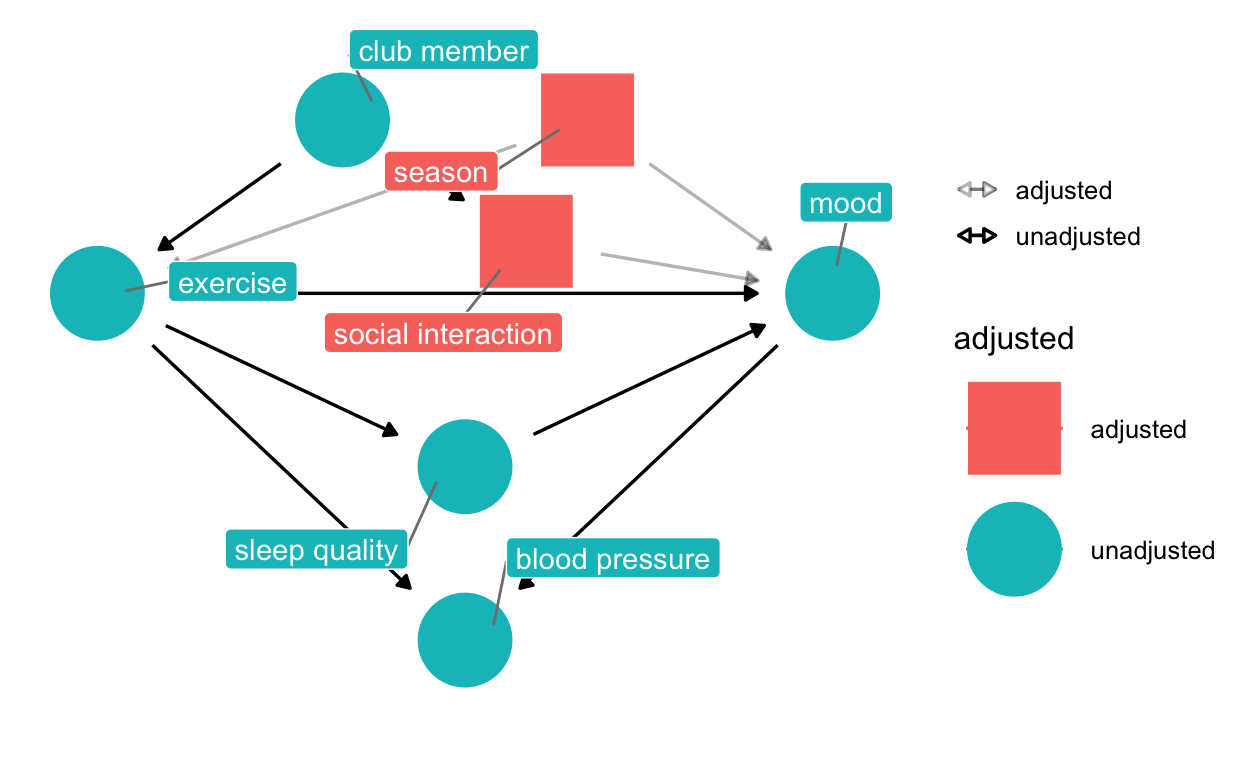 club member
season
mood
exercise
social interaction
sleep quality
blood pressure
adjusted
unadjusted
adjusted
adjusted
unadjusted